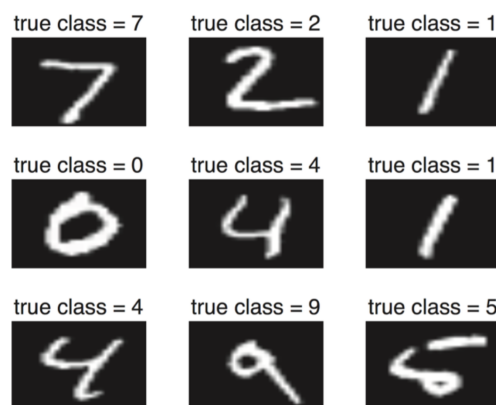 true class = 7 true class = 2 true class = 1
7 2 1
true class = 0 true class = 4 true class = 1
0 4 1
true class = 4 true class = 9 true class = 5
4 9 5